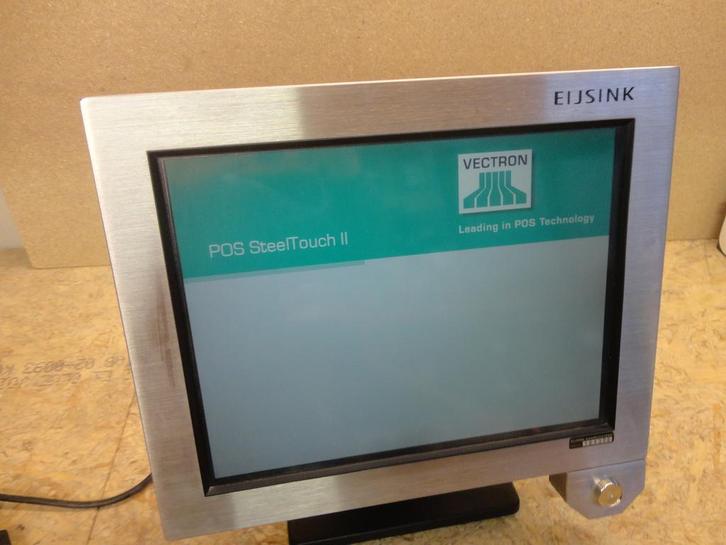 EIJSINK
VECTRON
Leading in POS Technology
POS SteelTouch II